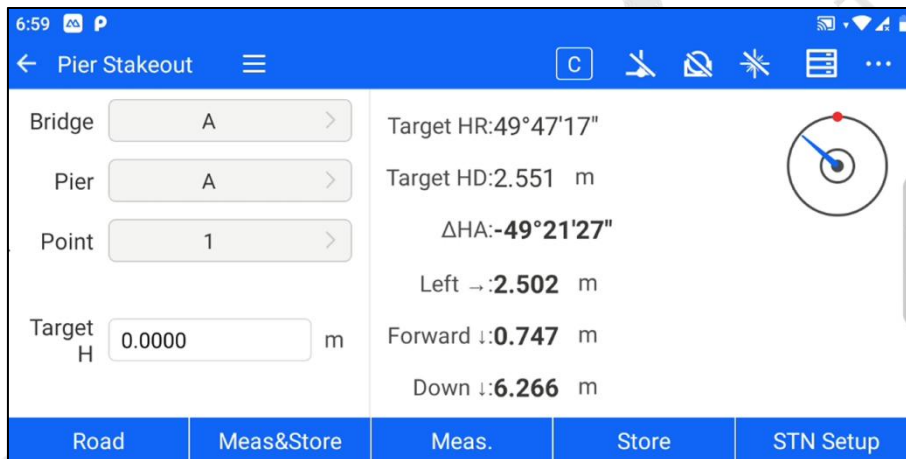 6:59
Pier Stakeout
C
Bridge A
Pier A
Point 1
Target H 0.0000 m
Target HR:49°47'17"
Target HD:2.551 m
ΔHA:-49°21'27"
Left →:2.502 m
Forward ↓:0.747 m
Down ↓:6.266 m
Road Meas&Store Meas. Store STN Setup